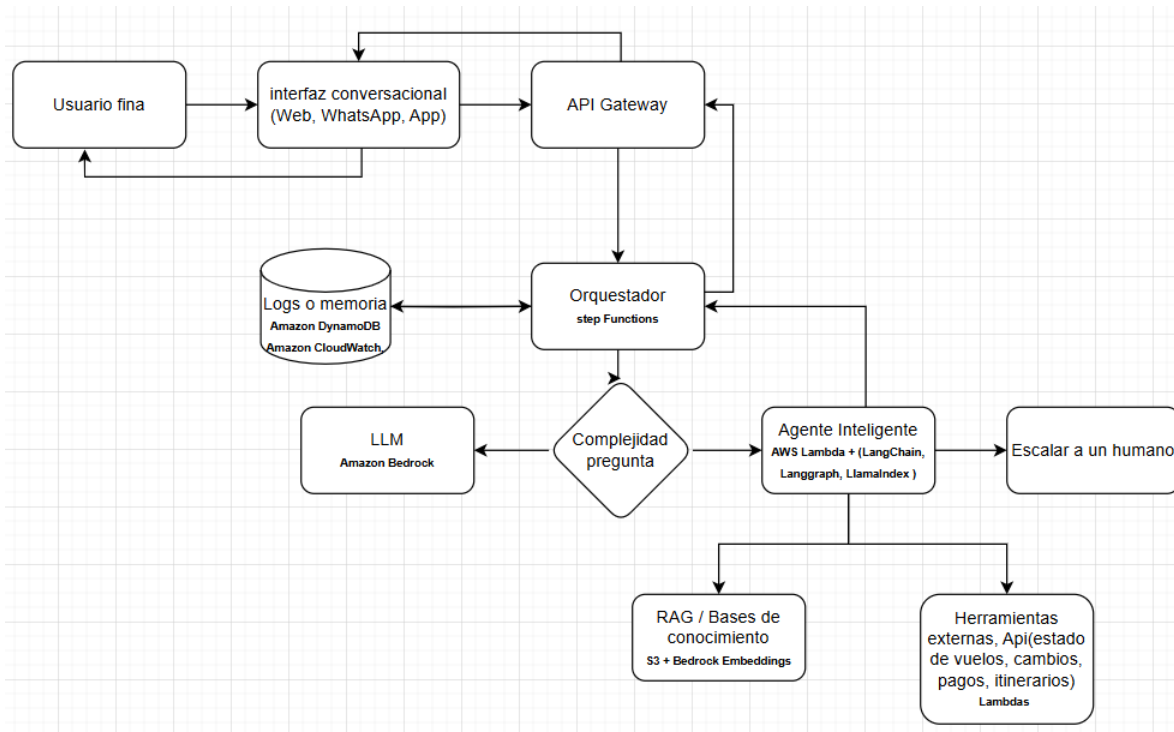 Usuario fina
interfaz conversacional
(Web, WhatsApp, App)
API Gateway
Logs o memoria
Amazon DynamoDB
Amazon CloudWatch,
Orquestador
step Functions
LLM
Amazon Bedrock
Complejidad
pregunta
Agente Inteligente
AWS Lambda + (LangChain,
Langgraph, LlamaIndex )
Escalar a un humano
RAG / Bases de
conocimiento
S3 + Bedrock Embeddings
Herramientas
externas, Api(estado
de vuelos, cambios,
pagos, itinerarios)
Lambdas